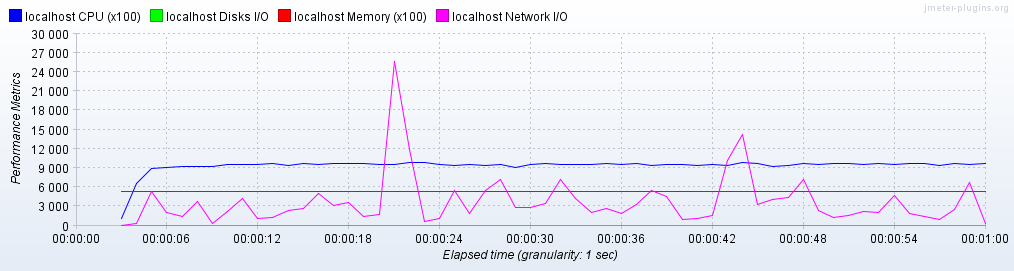 localhost CPU (x100) localhost Disks I/O localhost Memory (x100) localhost Network I/O
jmeter-plugins.org
30 000
27 000
24 000
21 000
18 000
15 000
12 000
9 000
6 000
3 000
0
Performance Metrics
00:00:00 00:00:06 00:00:12 00:00:18 00:00:24 00:00:30 00:00:36 00:00:42 00:00:48 00:00:54 00:01:00
Elapsed time (granularity: 1 sec)